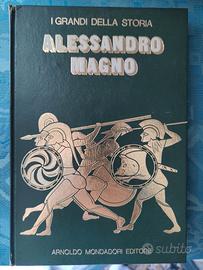 I GRANDI DELLA STORIA
ALESSANDRO
MAGNO
ARNOLDO MONDADORI EDITORE
subito